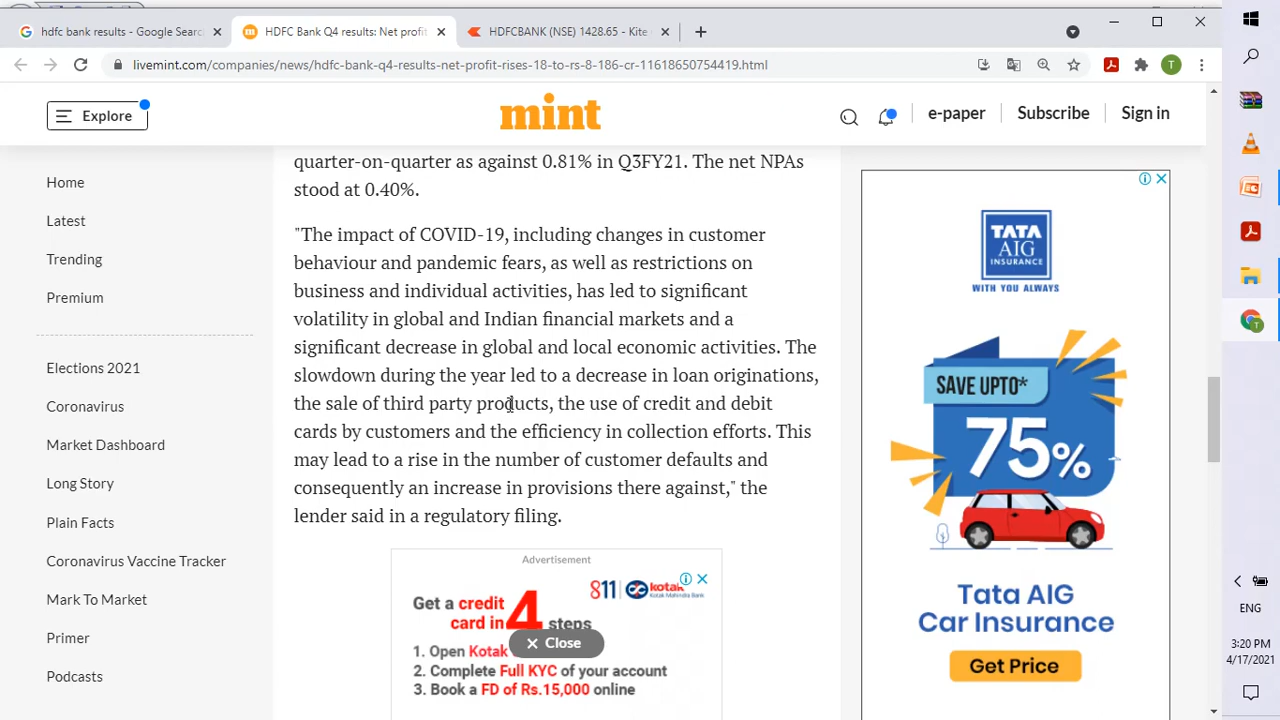 hdfc bank results - Google Searc
HDFC Bank Q4 results: Net profit
HDFCBANK (NSE) 1428.65 - Kite
livemint.com/companies/news/hdfc-bank-q4-results-net-profit-rises-18-to-rs-8-186-cr-11618650754419.html
T
Explore
mint
e-paper
Subscribe
Sign in
Home
Latest
Trending
Premium
Elections 2021
Coronavirus
Market Dashboard
Long Story
Plain Facts
Coronavirus Vaccine Tracker
Mark To Market
Primer
Podcasts
quarter-on-quarter as against 0.81% in Q3FY21. The net NPAs
stood at 0.40%.
"The impact of COVID-19, including changes in customer
behaviour and pandemic fears, as well as restrictions on
business and individual activities, has led to significant
volatility in global and Indian financial markets and a
significant decrease in global and local economic activities. The
slowdown during the year led to a decrease in loan originations,
the sale of third party products, the use of credit and debit
cards by customers and the efficiency in collection efforts. This
may lead to a rise in the number of customer defaults and
consequently an increase in provisions there against," the
lender said in a regulatory filing.
Advertisement
811 kotak
Kotak Mahindra Bank
Get a credit
card in 4 steps
Close
1. Open Kotak
2. Complete Full KYC of your account
3. Book a FD of Rs.15,000 online
TATA
AIG
INSURANCE
WITH YOU ALWAYS
SAVE UPTO*
75%
Tata AIG
Car Insurance
Get Price
T
ENG
3:20 PM
4/17/2021